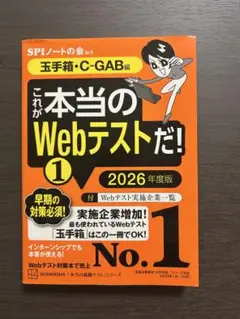 SPIノートの会 編著
玉手箱・C-GAB編
これが
本当の
Webテストだ!
1
2026年度版
付 Webテスト実施企業一覧
早期の
対策必須!
実施企業増加!
最も使われているWebテスト
「玉手箱」はこの一冊でOK!
インターンシップでも
本書が使える!
Webテスト対策本で売上
No.1
KODANSHA